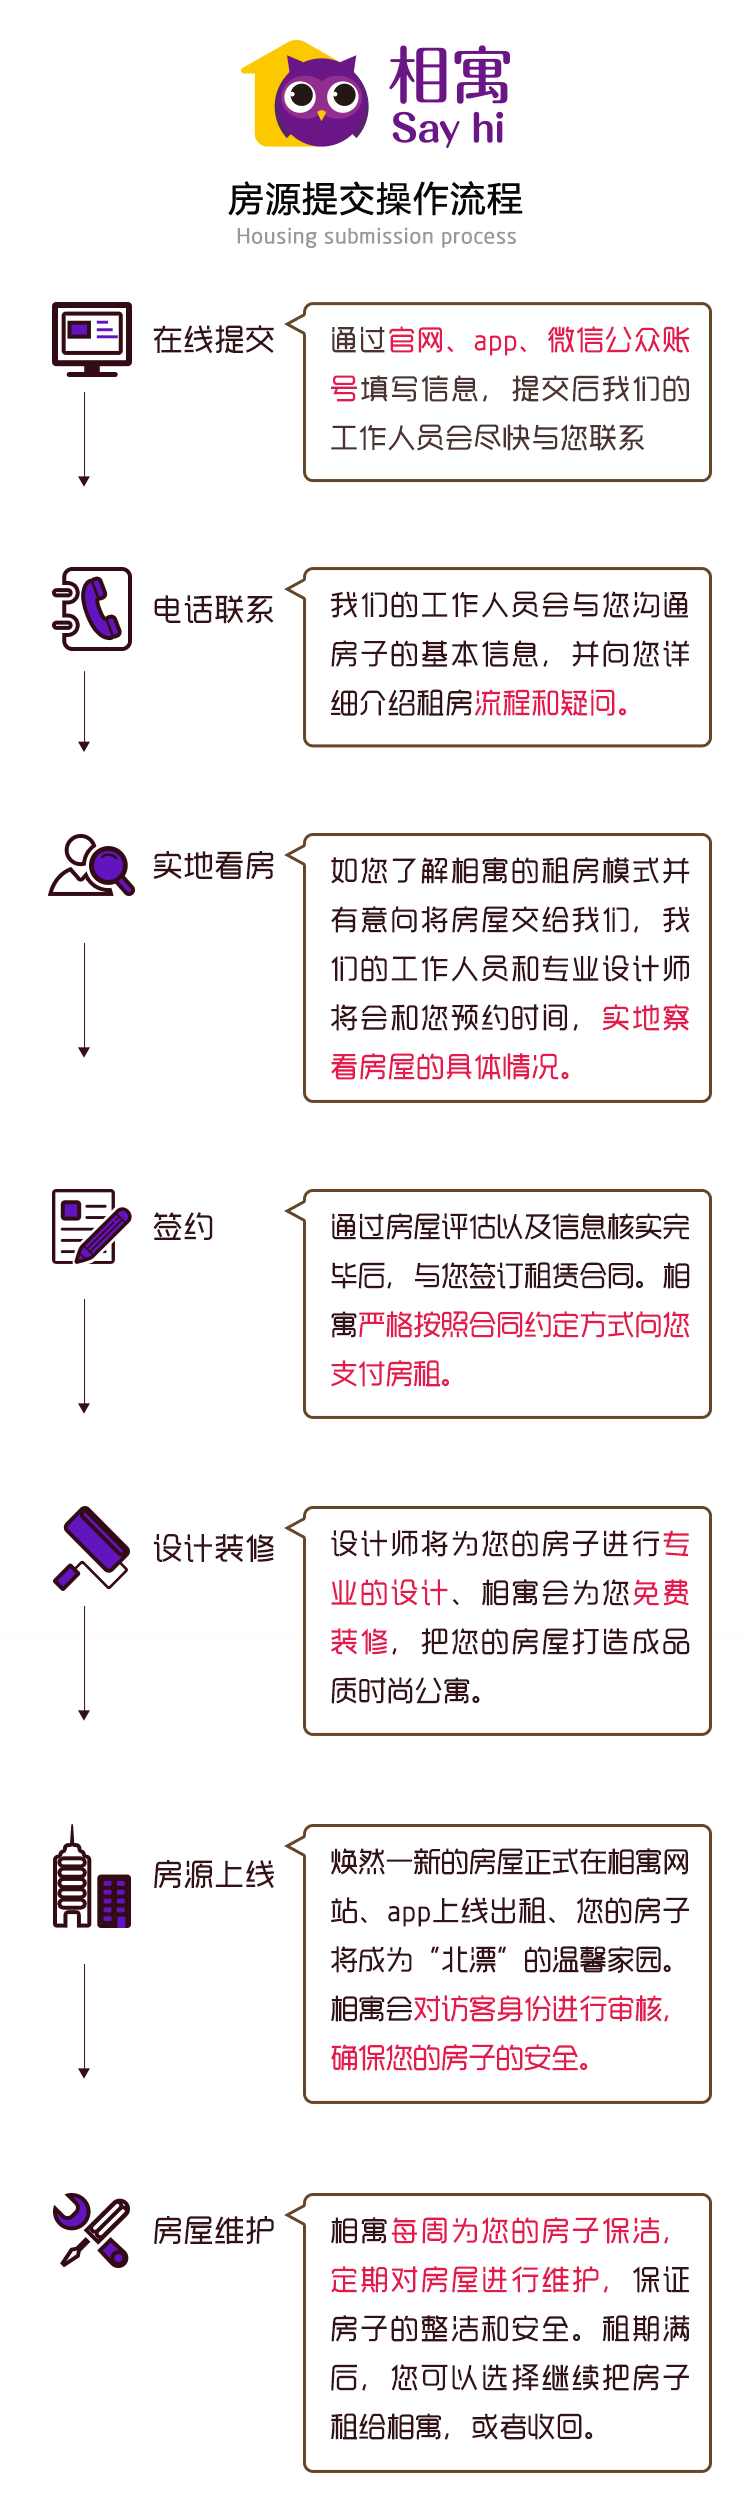 相寓
Say hi
房源提交操作流程
Housing submission process
在线提交
通过官网、app、微信公众账
号填写信息，提交后我们的
工作人员会尽快与您联系
电话联系
我们的工作人员会与您沟通
房子的基本信息，并向您详
细介绍租房流程和疑问。
实地看房
如您了解相寓的租房模式并
有意向将房屋交给我们，我
们的工作人员和专业设计师
将会和您预约时间，实地察
看房屋的具体情况。
签约
通过房屋评估以及信息核实完
毕后，与您签订租赁合同。相
寓严格按照合同约定方式向您
支付房租。
设计装修
设计师将为您的房子进行专
业的设计、相寓会为您免费
装修，把您的房屋打造成品
质时尚公寓。
房源上线
焕然一新的房屋正式在相寓网
站、app上线出租、您的房子
将成为“北漂”的温馨家园。
相寓会对访客身份进行审核，
确保您的房子的安全。
房屋维护
相寓每周为您的房子保洁，
定期对房屋进行维护，保证
房子的整洁和安全。租期满
后，您可以选择继续把房子
租给相寓，或者收回。